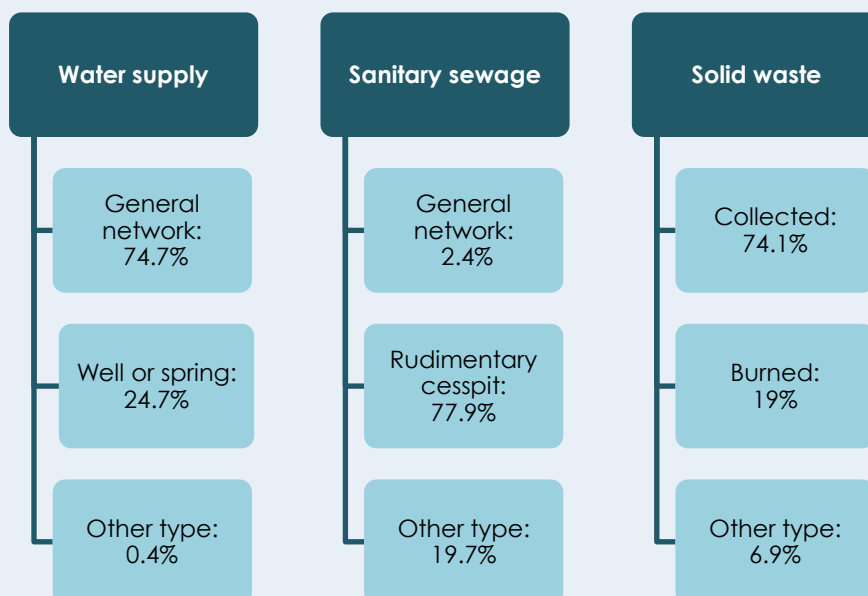 Water supply
General
network:
74.7%
Well or spring:
24.7%
Other type:
0.4%
Sanitary sewage
General
network:
2.4%
Rudimentary
cesspit:
77.9%
Other type:
19.7%
Solid waste
Collected:
74.1%
Burned:
19%
Other type:
6.9%